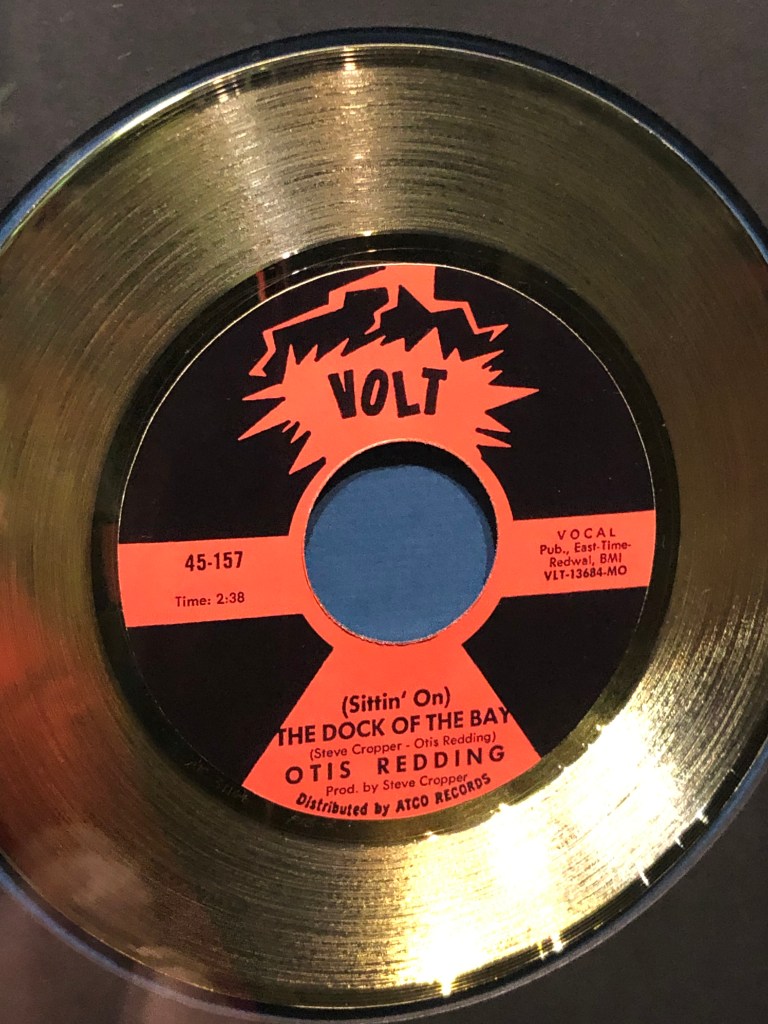 VOLT
45-157
Time: 2:38
VOCAL
Pub., East-Time-
Redwal, BMI
VLT-13684-MO
(Sittin' On)
THE DOCK OF THE BAY
(Steve Cropper - Otis Redding)
OTIS REDDING
Prod. by Steve Cropper
Distributed by ATCO RECORDS